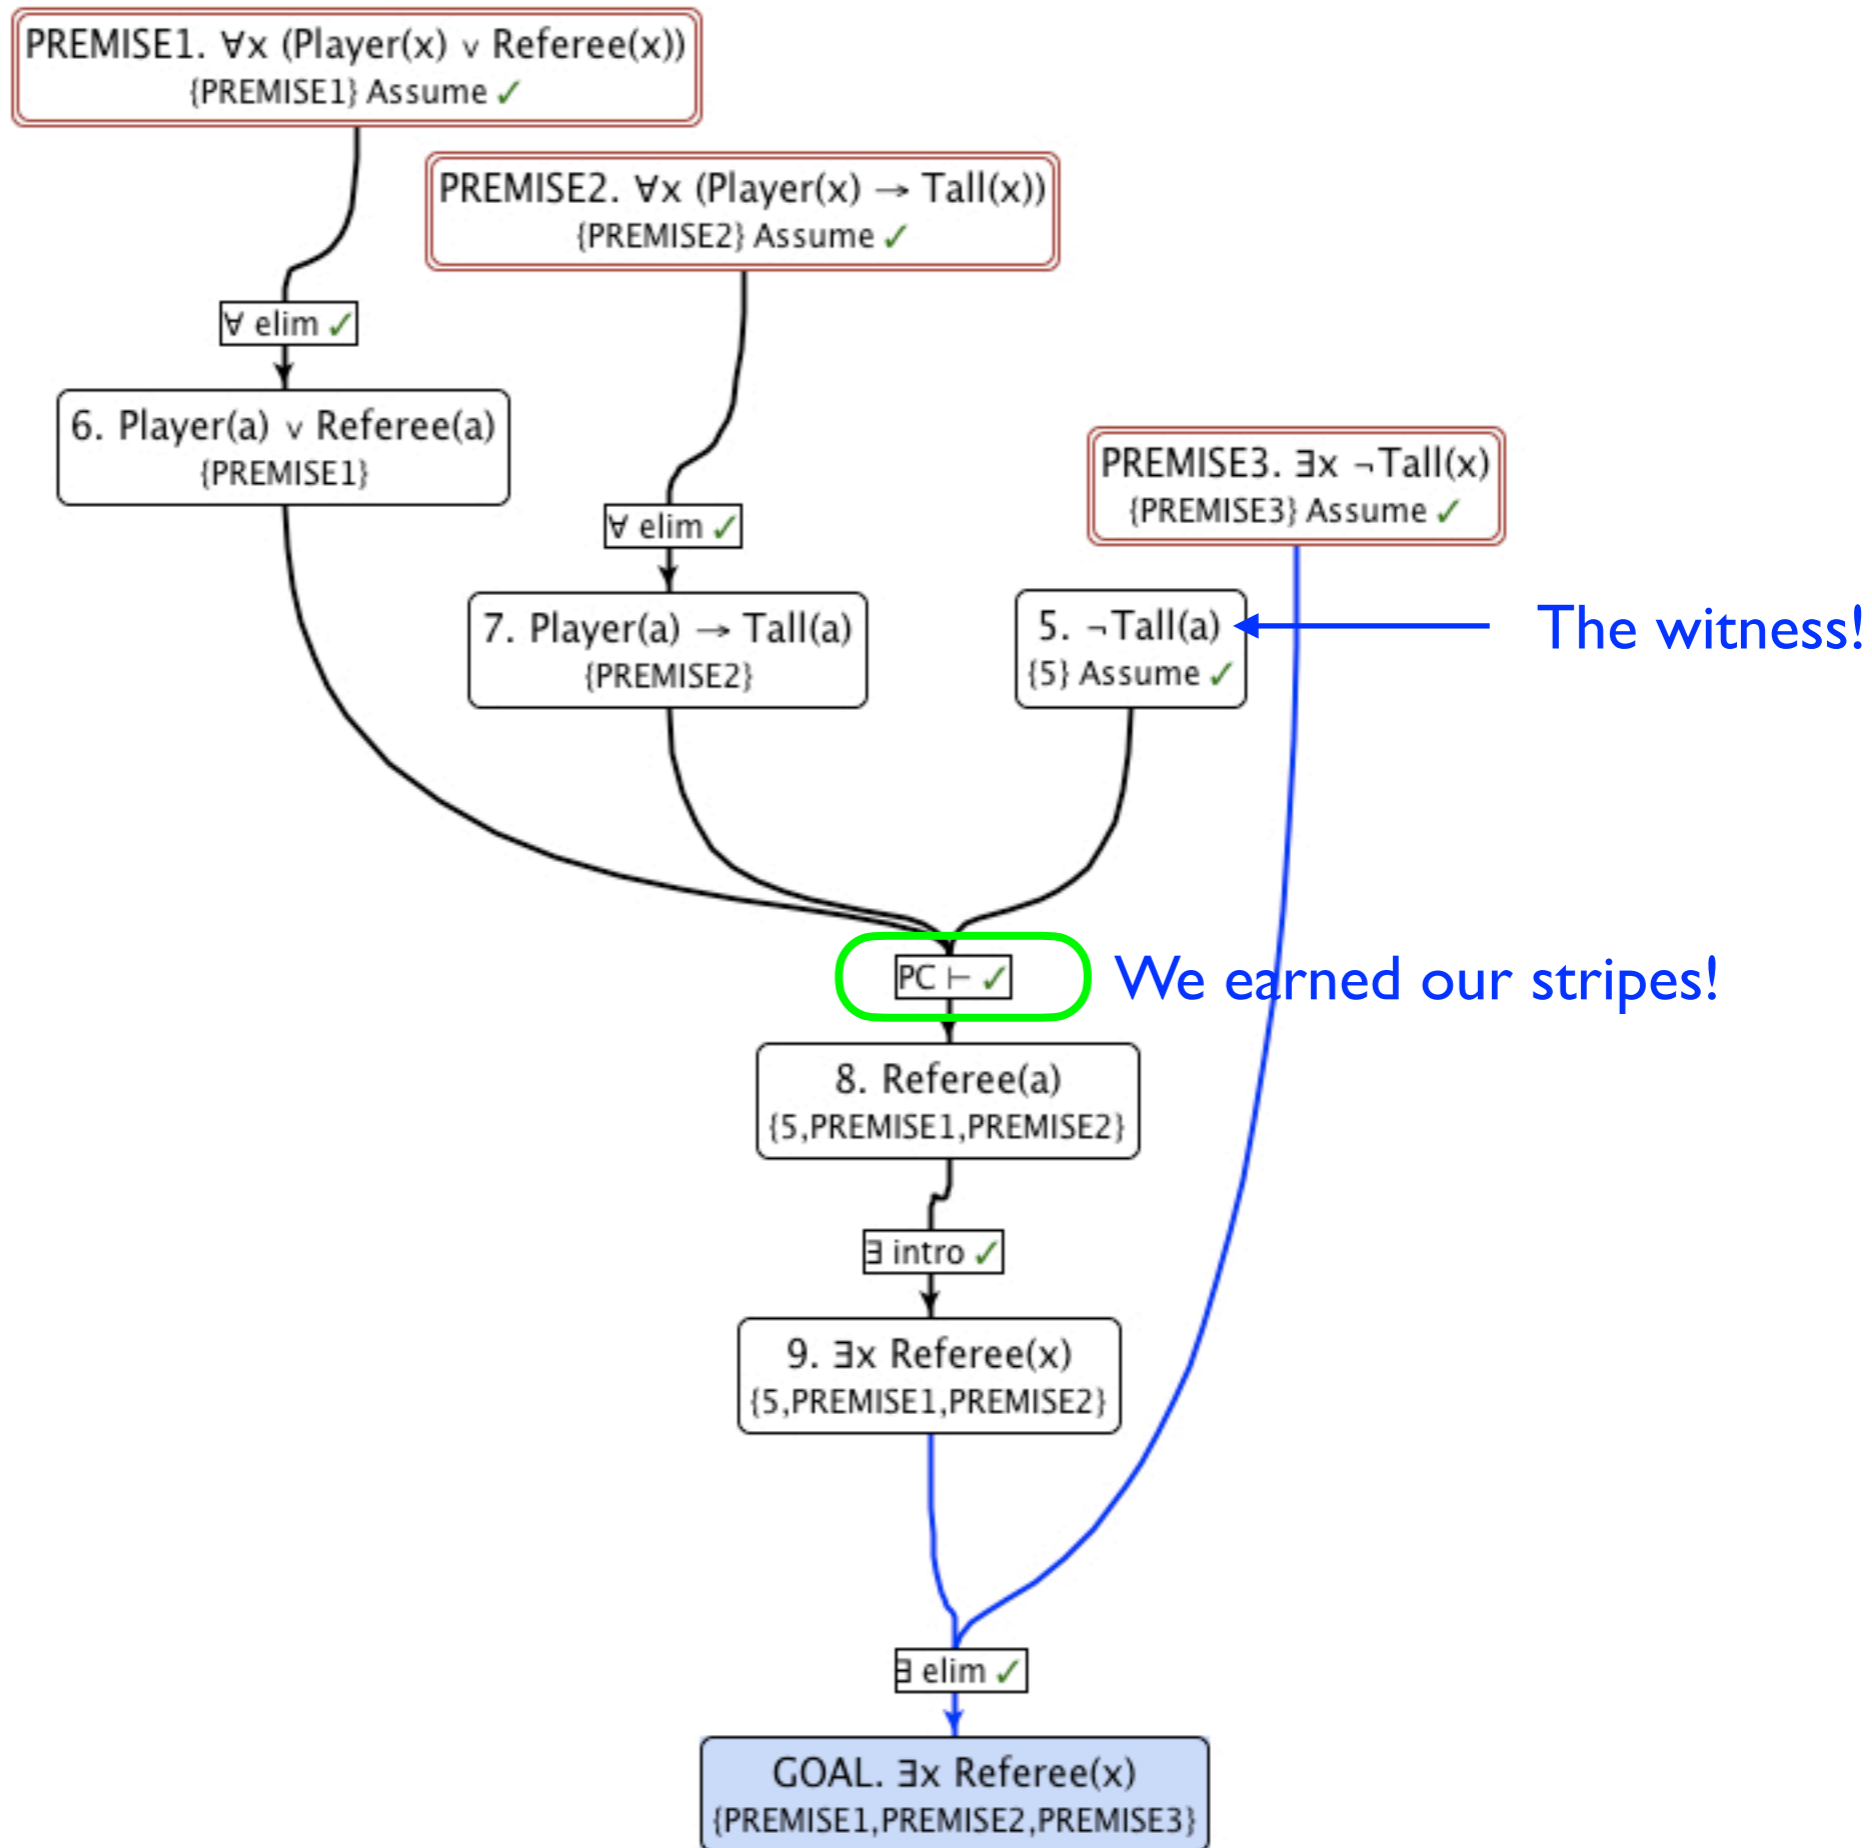 PREMISE1. ∀x (Player(x) ∨ Referee(x))
{PREMISE1} Assume ✓
PREMISE2. ∀x (Player(x) → Tall(x))
{PREMISE2} Assume ✓
∀ elim ✓
6. Player(a) ∨ Referee(a)
{PREMISE1}
PREMISE3. ∃x ¬Tall(x)
{PREMISE3} Assume ✓
∀ elim ✓
7. Player(a) → Tall(a)
{PREMISE2}
5. ¬Tall(a)
{5} Assume ✓
The witness!
PC ⊢ ✓
We earned our stripes!
8. Referee(a)
{5,PREMISE1,PREMISE2}
∃ intro ✓
9. ∃x Referee(x)
{5,PREMISE1,PREMISE2}
∃ elim ✓
GOAL. ∃x Referee(x)
{PREMISE1,PREMISE2,PREMISE3}